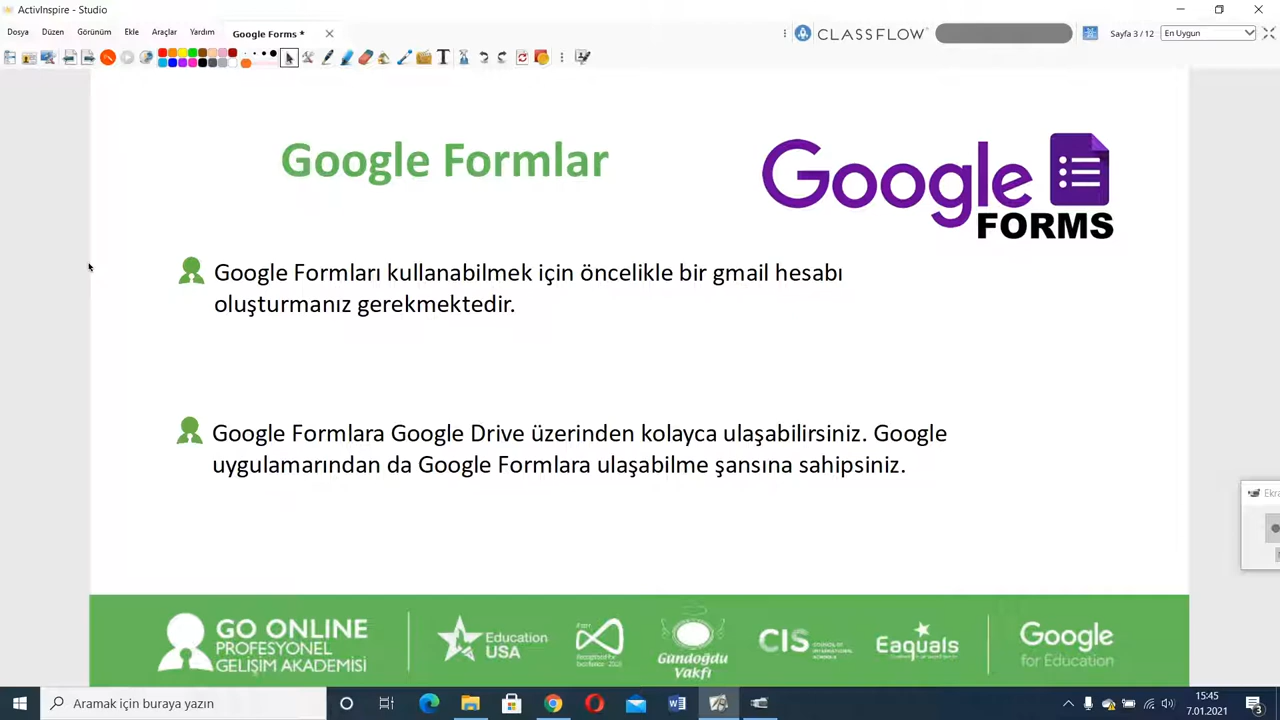 ActivInspire - Studio
Dosya Düzen Görünüm Ekle Araçlar Yardım
Google Forms *
CLASSFLOW
Sayfa 3 / 12
En Uygun
Google Formlar
Google
FORMS
Google Formları kullanabilmek için öncelikle bir gmail hesabı
oluşturmanız gerekmektedir.
Google Formlara Google Drive üzerinden kolayca ulaşabilirsiniz. Google
uygulamarından da Google Formlara ulaşabilme şansına sahipsiniz.
Ekra
GO ONLINE
PROFESYONEL
GELİŞİM AKADEMİSİ
Education
USA
Gündoğdu
Vakfı
CIS
Eaquals
Google
for Education
Aramak için buraya yazın
15:45
7.01.2021
3